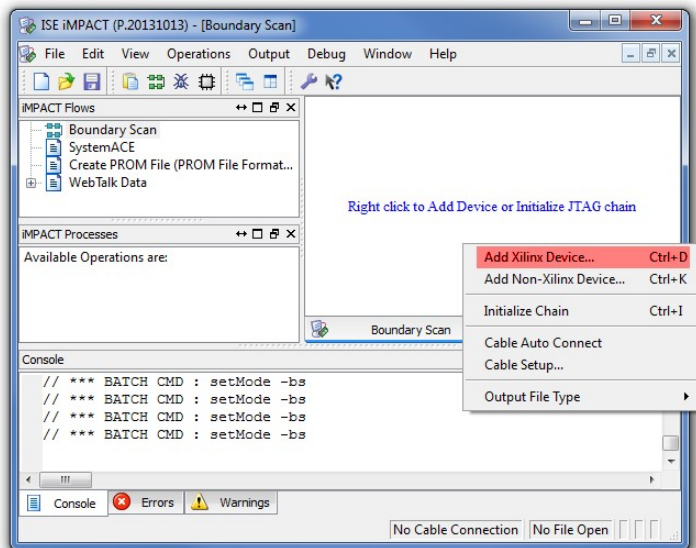 ISE iMPACT (P.20131013) - [Boundary Scan]
File Edit View Operations Output Debug Window Help
iMPACT Flows
Boundary Scan
SystemACE
Create PROM File (PROM File Format...
WebTalk Data
Right click to Add Device or Initialize JTAG chain
iMPACT Processes
Available Operations are:
Add Xilinx Device... Ctrl+D
Add Non-Xilinx Device... Ctrl+K
Initialize Chain Ctrl+I
Cable Auto Connect
Cable Setup...
Output File Type
Boundary Scan
Console
// *** BATCH CMD : setMode -bs
// *** BATCH CMD : setMode -bs
// *** BATCH CMD : setMode -bs
// *** BATCH CMD : setMode -bs
Console Errors Warnings
No Cable Connection No File Open